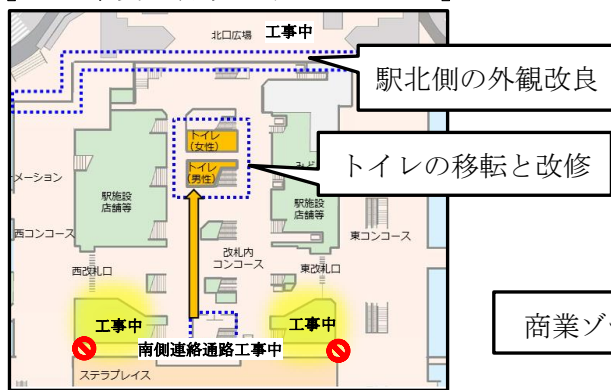 北口広場 工事中
駅北側の外観改良
トイレ
(女性)
トイレ
(男性)
みど
トイレの移転と改修
ーメーション
駅施設
店舗等
駅施設
店舗等
西コンコース
改札内
コンコース
東コンコース
西改札口
東改札口
工事中
工事中
南側連絡通路工事中
商業ゾ
ステラプレイス